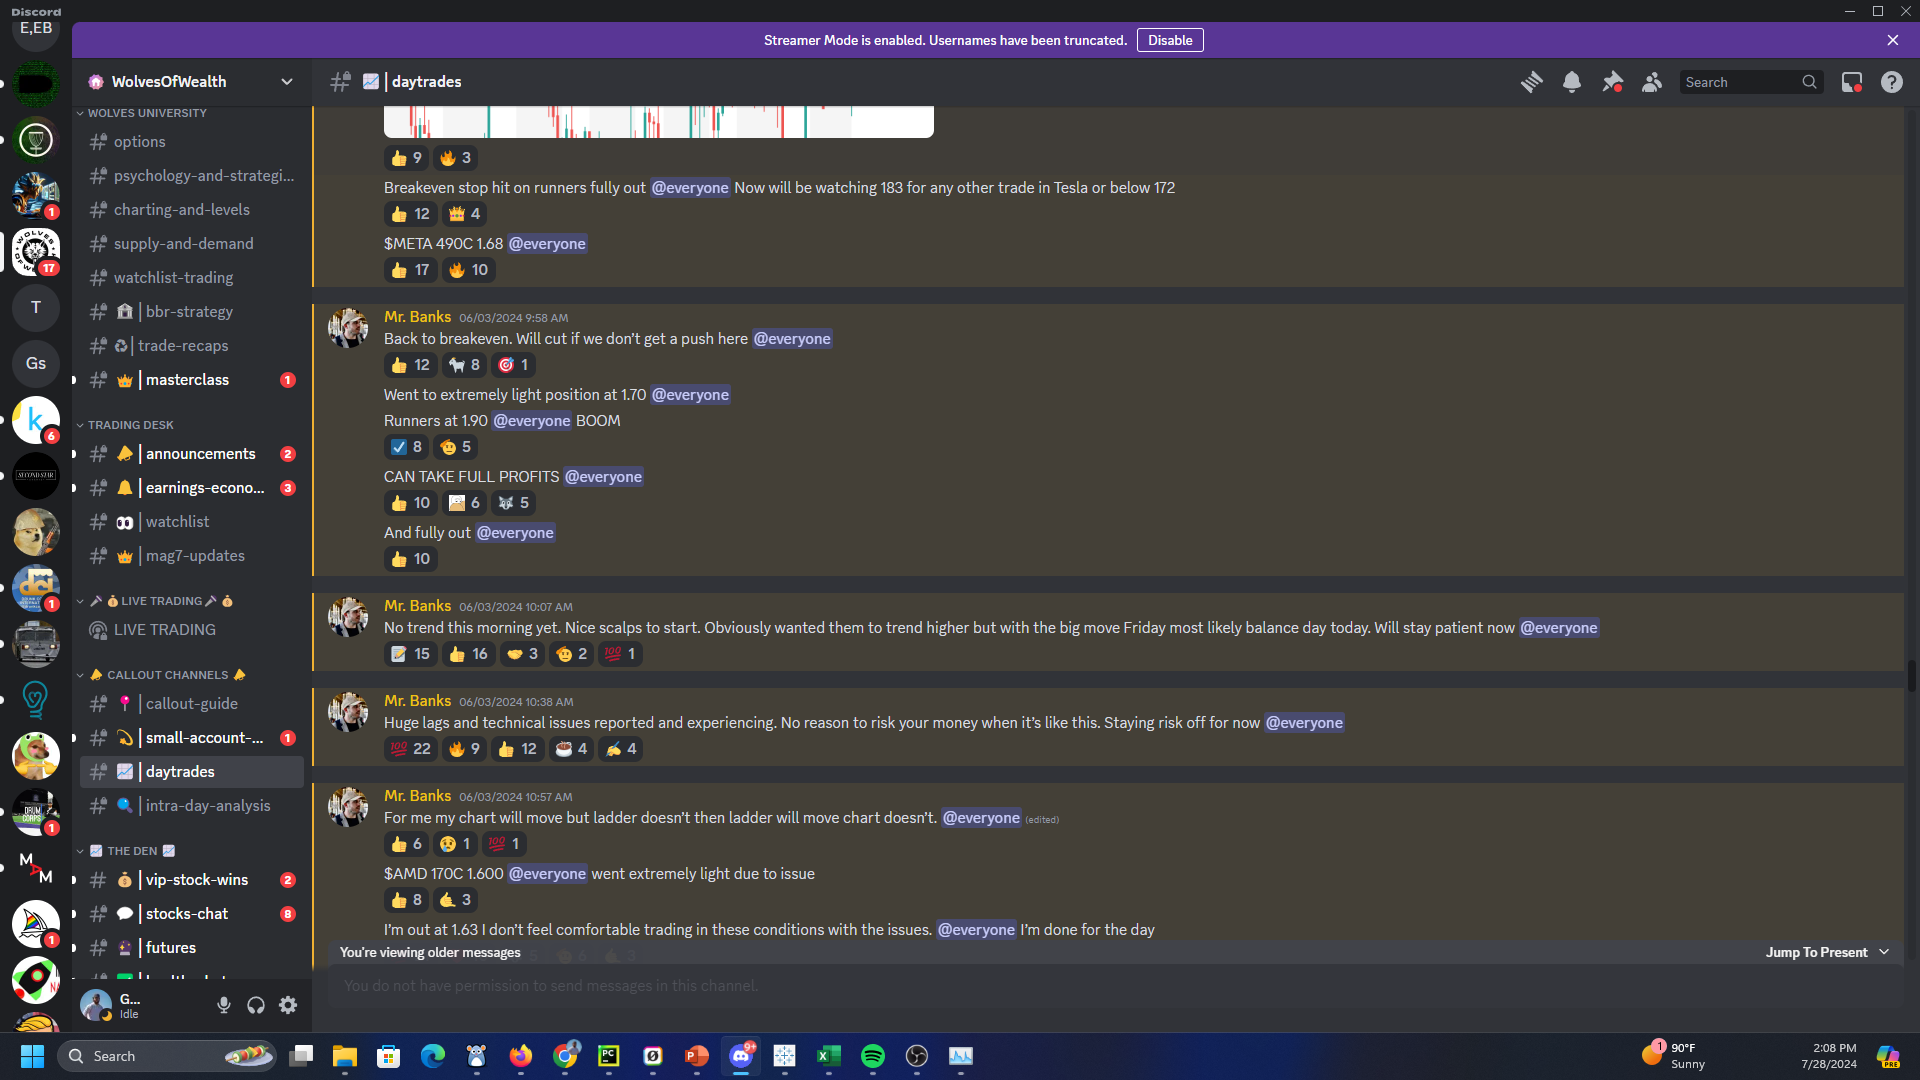 Discord
E,EB
Streamer Mode is enabled. Usernames have been truncated.
Disable
WolvesOfWealth
| daytrades
Search
WOLVES UNIVERSITY
options
psychology-and-strategi...
charting-and-levels
supply-and-demand
watchlist-trading
| bbr-strategy
| trade-recaps
| masterclass
1
TRADING DESK
| announcements
2
| earnings-econo...
3
| watchlist
| mag7-updates
LIVE TRADING
LIVE TRADING
CALLOUT CHANNELS
| callout-guide
| small-account-...
1
| daytrades
| intra-day-analysis
THE DEN
| vip-stock-wins
2
| stocks-chat
8
| futures
1
17
T
Gs
k
6
SECOND STAR
dci
1
DRUM CORPS
1
M A M
1
G...
Idle
9
3
Breakeven stop hit on runners fully out @everyone Now will be watching 183 for any other trade in Tesla or below 172
12
4
$META 490C 1.68 @everyone
17
10
Mr. Banks 06/03/2024 9:58 AM
Back to breakeven. Will cut if we don't get a push here @everyone
12
8
1
Went to extremely light position at 1.70 @everyone
Runners at 1.90 @everyone BOOM
8
5
CAN TAKE FULL PROFITS @everyone
10
6
5
And fully out @everyone
10
Mr. Banks 06/03/2024 10:07 AM
No trend this morning yet. Nice scalps to start. Obviously wanted them to trend higher but with the big move Friday most likely balance day today. Will stay patient now @everyone
15
16
3
2
1
Mr. Banks 06/03/2024 10:38 AM
Huge lags and technical issues reported and experiencing. No reason to risk your money when it's like this. Staying risk off for now @everyone
22
9
12
4
4
Mr. Banks 06/03/2024 10:57 AM
For me my chart will move but ladder doesn't then ladder will move chart doesn't. @everyone (edited)
6
1
1
$AMD 170C 1.600 @everyone went extremely light due to issue
8
3
I'm out at 1.63 I don't feel comfortable trading in these conditions with the issues. @everyone I'm done for the day
You're viewing older messages
Jump To Present
You do not have permission to send messages in this channel.
Search
PC
9+
1
90°F
Sunny
2:08 PM
7/28/2024
PRE